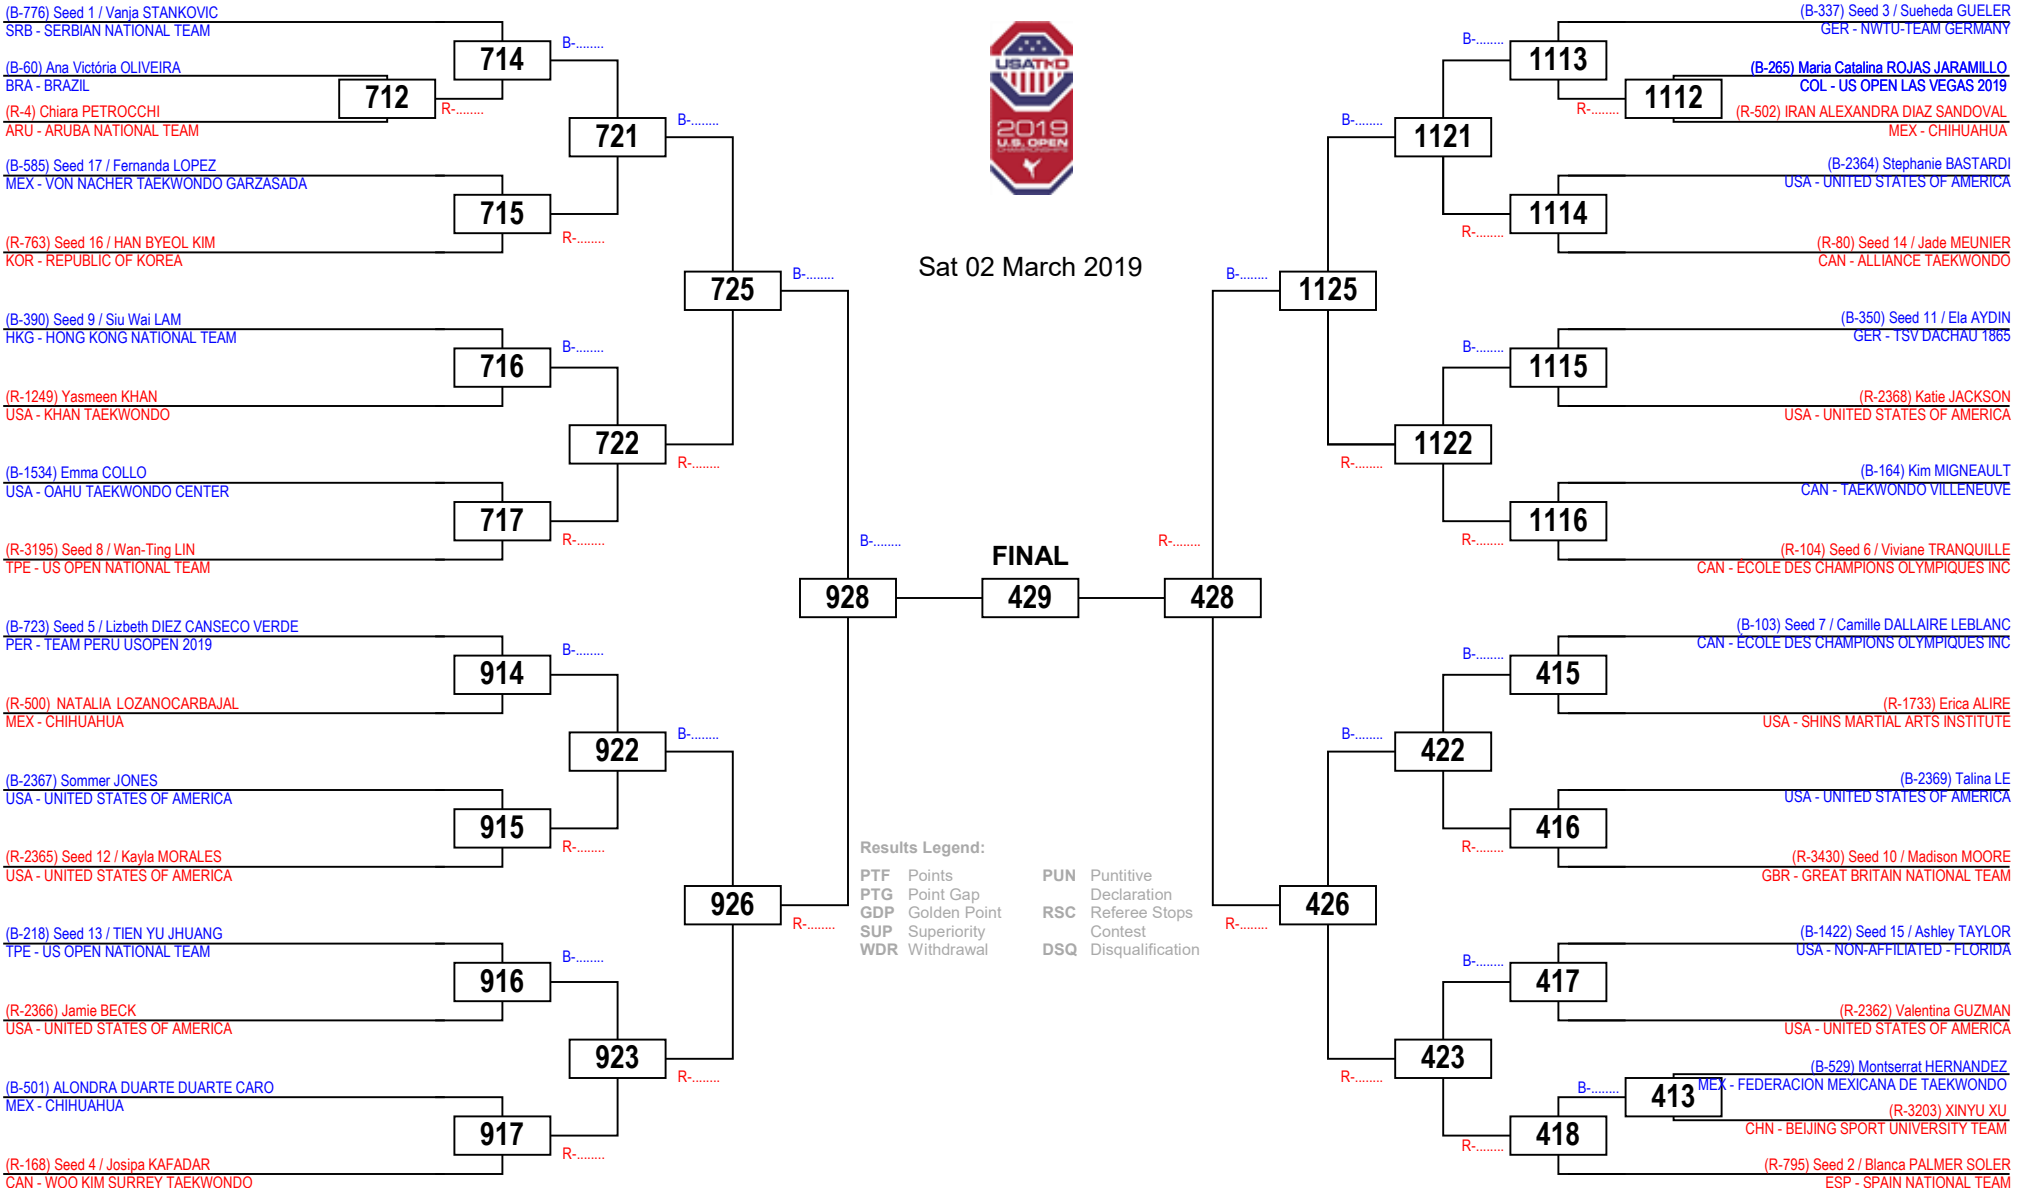 (B-776) Seed 1 / Vanja STANKOVIC
SRB - SERBIAN NATIONAL TEAM
714
B-........
(B-60) Ana Victória OLIVEIRA
BRA - BRAZIL
712
R-........
(R-4) Chiara PETROCCHI
ARU - ARUBA NATIONAL TEAM
721
B-........
(B-585) Seed 17 / Fernanda LOPEZ
MEX - VON NACHER TAEKWONDO GARZASADA
715
R-........
(R-763) Seed 16 / HAN BYEOL KIM
KOR - REPUBLIC OF KOREA
725
B-........
(B-390) Seed 9 / Siu Wai LAM
HKG - HONG KONG NATIONAL TEAM
716
B-........
(R-1249) Yasmeen KHAN
USA - KHAN TAEKWONDO
722
R-........
(B-1534) Emma COLLO
USA - OAHU TAEKWONDO CENTER
717
R-........
(R-3195) Seed 8 / Wan-Ting LIN
TPE - US OPEN NATIONAL TEAM
928
B-........
(B-723) Seed 5 / Lizbeth DIEZ CANSECO VERDE
PER - TEAM PERU USOPEN 2019
914
B-........
(R-500) NATALIA LOZANOCARBAJAL
MEX - CHIHUAHUA
922
B-........
(B-2367) Sommer JONES
USA - UNITED STATES OF AMERICA
915
R-........
(R-2365) Seed 12 / Kayla MORALES
USA - UNITED STATES OF AMERICA
926
R-........
(B-218) Seed 13 / TIEN YU JHUANG
TPE - US OPEN NATIONAL TEAM
916
B-........
(R-2366) Jamie BECK
USA - UNITED STATES OF AMERICA
923
R-........
(B-501) ALONDRA DUARTE DUARTE CARO
MEX - CHIHUAHUA
917
R-........
(R-168) Seed 4 / Josipa KAFADAR
CAN - WOO KIM SURREY TAEKWONDO
USATKD
2019
U.S. OPEN
CHAMPIONSHIPS
Sat 02 March 2019
FINAL
429
Results Legend:
PTF Points
PTG Point Gap
GDP Golden Point
SUP Superiority
WDR Withdrawal
PUN Puntitive
Declaration
RSC Referee Stops
Contest
DSQ Disqualification
(B-337) Seed 3 / Sueheda GUELER
GER - NWTU-TEAM GERMANY
B-........
1113
(B-265) Maria Catalina ROJAS JARAMILLO
COL - US OPEN LAS VEGAS 2019
R-........
1112
(R-502) IRAN ALEXANDRA DIAZ SANDOVAL
MEX - CHIHUAHUA
B-........
1121
(B-2364) Stephanie BASTARDI
USA - UNITED STATES OF AMERICA
R-........
1114
(R-80) Seed 14 / Jade MEUNIER
CAN - ALLIANCE TAEKWONDO
B-........
1125
(B-350) Seed 11 / Ela AYDIN
GER - TSV DACHAU 1865
B-........
1115
(R-2368) Katie JACKSON
USA - UNITED STATES OF AMERICA
R-........
1122
(B-164) Kim MIGNEAULT
CAN - TAEKWONDO VILLENEUVE
R-........
1116
(R-104) Seed 6 / Viviane TRANQUILLE
CAN - ÉCOLE DES CHAMPIONS OLYMPIQUES INC
R-........
428
(B-103) Seed 7 / Camille DALLAIRE LEBLANC
CAN - ÉCOLE DES CHAMPIONS OLYMPIQUES INC
B-........
415
(R-1733) Erica ALIRE
USA - SHINS MARTIAL ARTS INSTITUTE
B-........
422
(B-2369) Talina LE
USA - UNITED STATES OF AMERICA
R-........
416
(R-3430) Seed 10 / Madison MOORE
GBR - GREAT BRITAIN NATIONAL TEAM
R-........
426
(B-1422) Seed 15 / Ashley TAYLOR
USA - NON-AFFILIATED - FLORIDA
B-........
417
(R-2362) Valentina GUZMAN
USA - UNITED STATES OF AMERICA
R-........
423
(B-529) Montserrat HERNANDEZ
MEX - FEDERACION MEXICANA DE TAEKWONDO
B-........
413
(R-3203) XINYU XU
CHN - BEIJING SPORT UNIVERSITY TEAM
R-........
418
(R-795) Seed 2 / Blanca PALMER SOLER
ESP - SPAIN NATIONAL TEAM